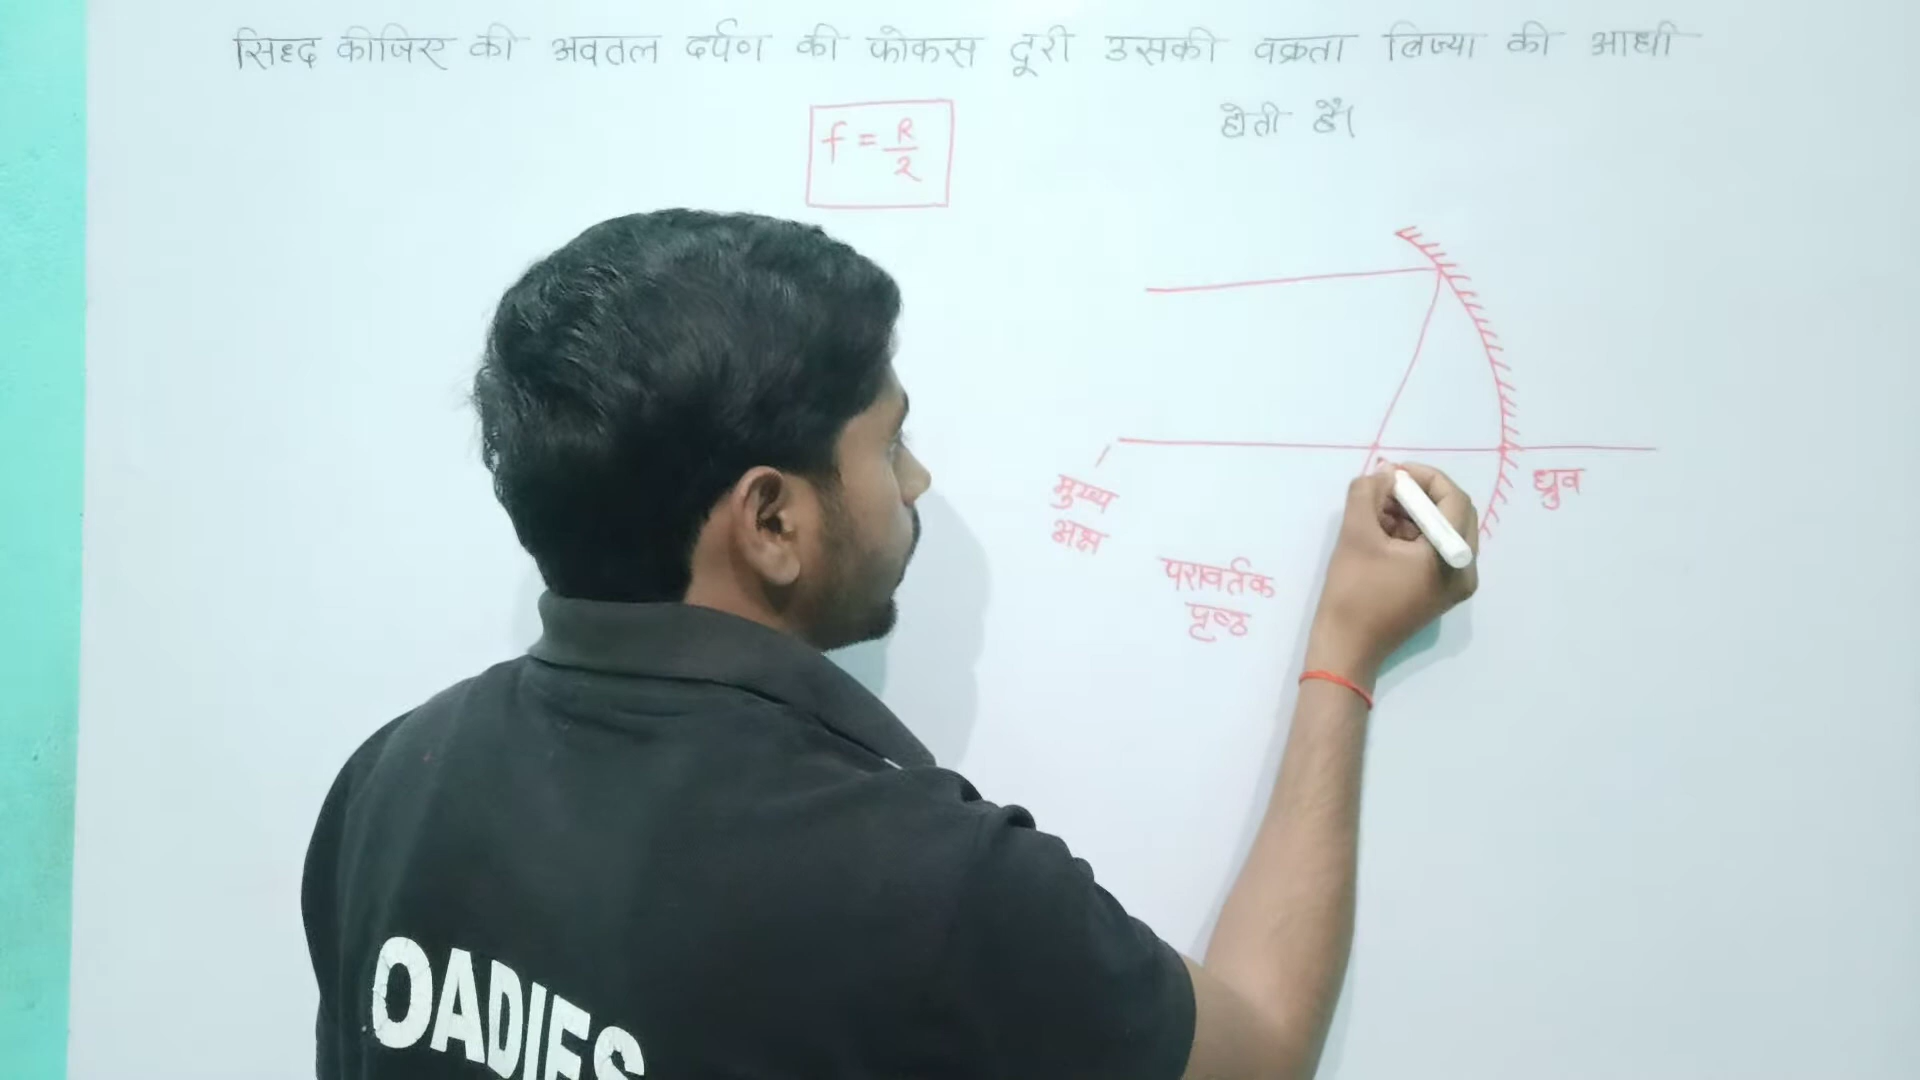 सिध्द कीजिए की अवतल दर्पण की फोकस दूरी उसकी वक्रता त्रिज्या की आधी
होती है।
f = R/2
मुख्य
अक्ष
ध्रुव
परावर्तक
पृष्ठ
OADIES